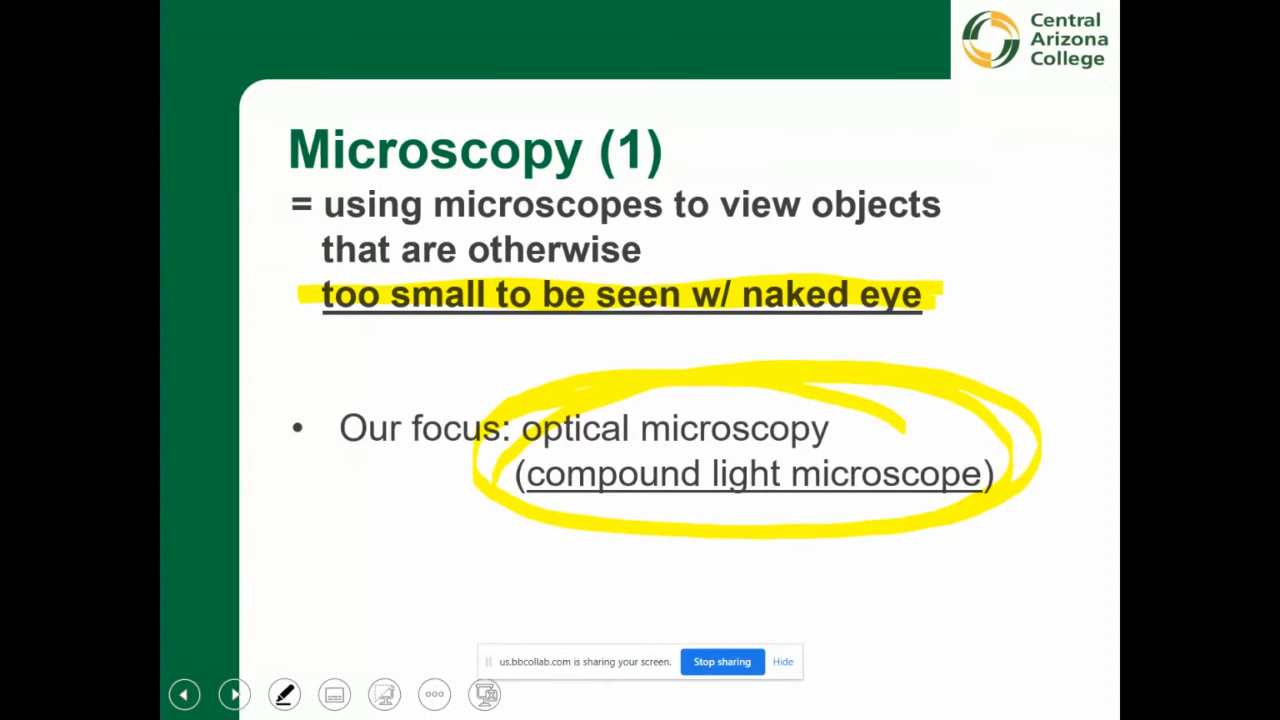 Central
Arizona
College
Microscopy (1)
= using microscopes to view objects
that are otherwise
too small to be seen w/ naked eye
• Our focus: optical microscopy
(compound light microscope)
us.bbcollab.com is sharing your screen. Stop sharing Hide